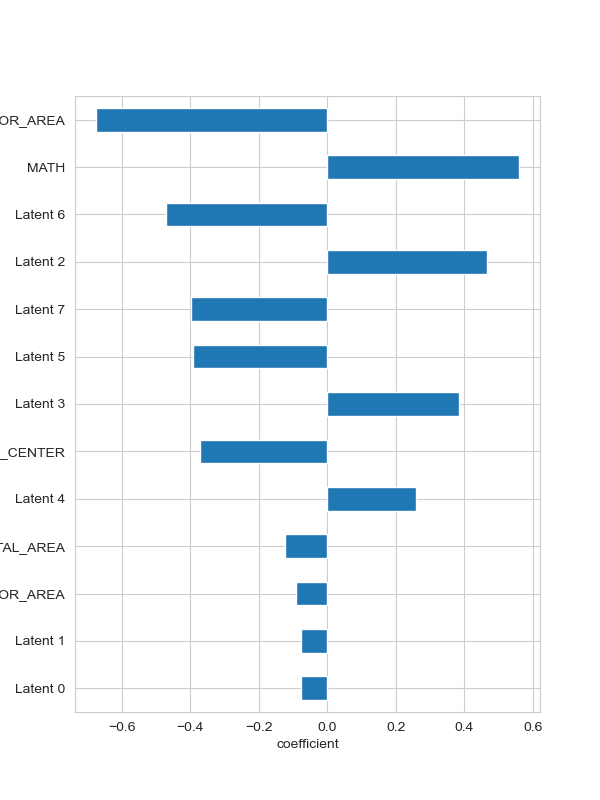 OR_AREA
MATH
Latent 6
Latent 2
Latent 7
Latent 5
Latent 3
_CENTER
Latent 4
TAL_AREA
OR_AREA
Latent 1
Latent 0
−0.6 −0.4 −0.2 0.0 0.2 0.4 0.6
coefficient